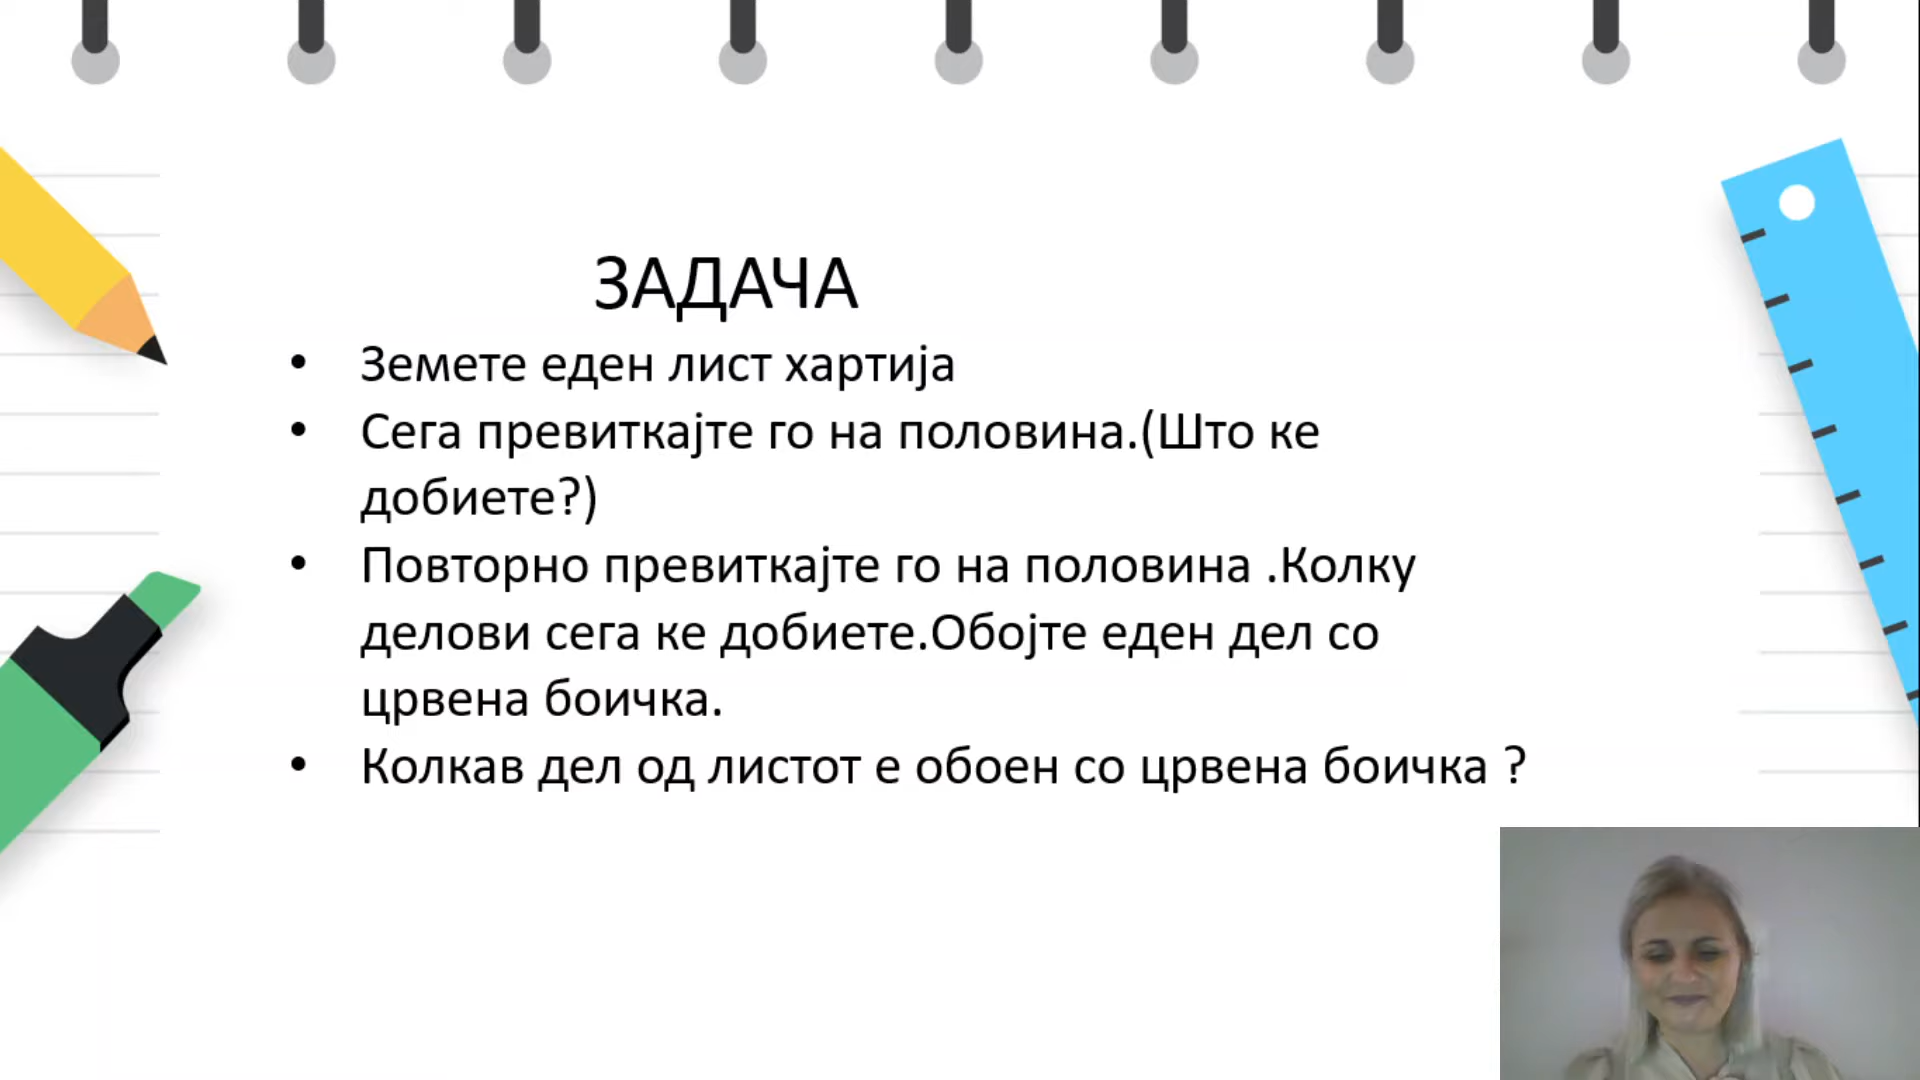 ЗАДАЧА
• Земете еден лист хартија
• Сега превиткајте го на половина.(Што ке
добиете?)
• Повторно превиткајте го на половина .Колку
делови сега ке добиете.Обојте еден дел со
црвена боичка.
• Колкав дел од листот е обоен со црвена боичка ?